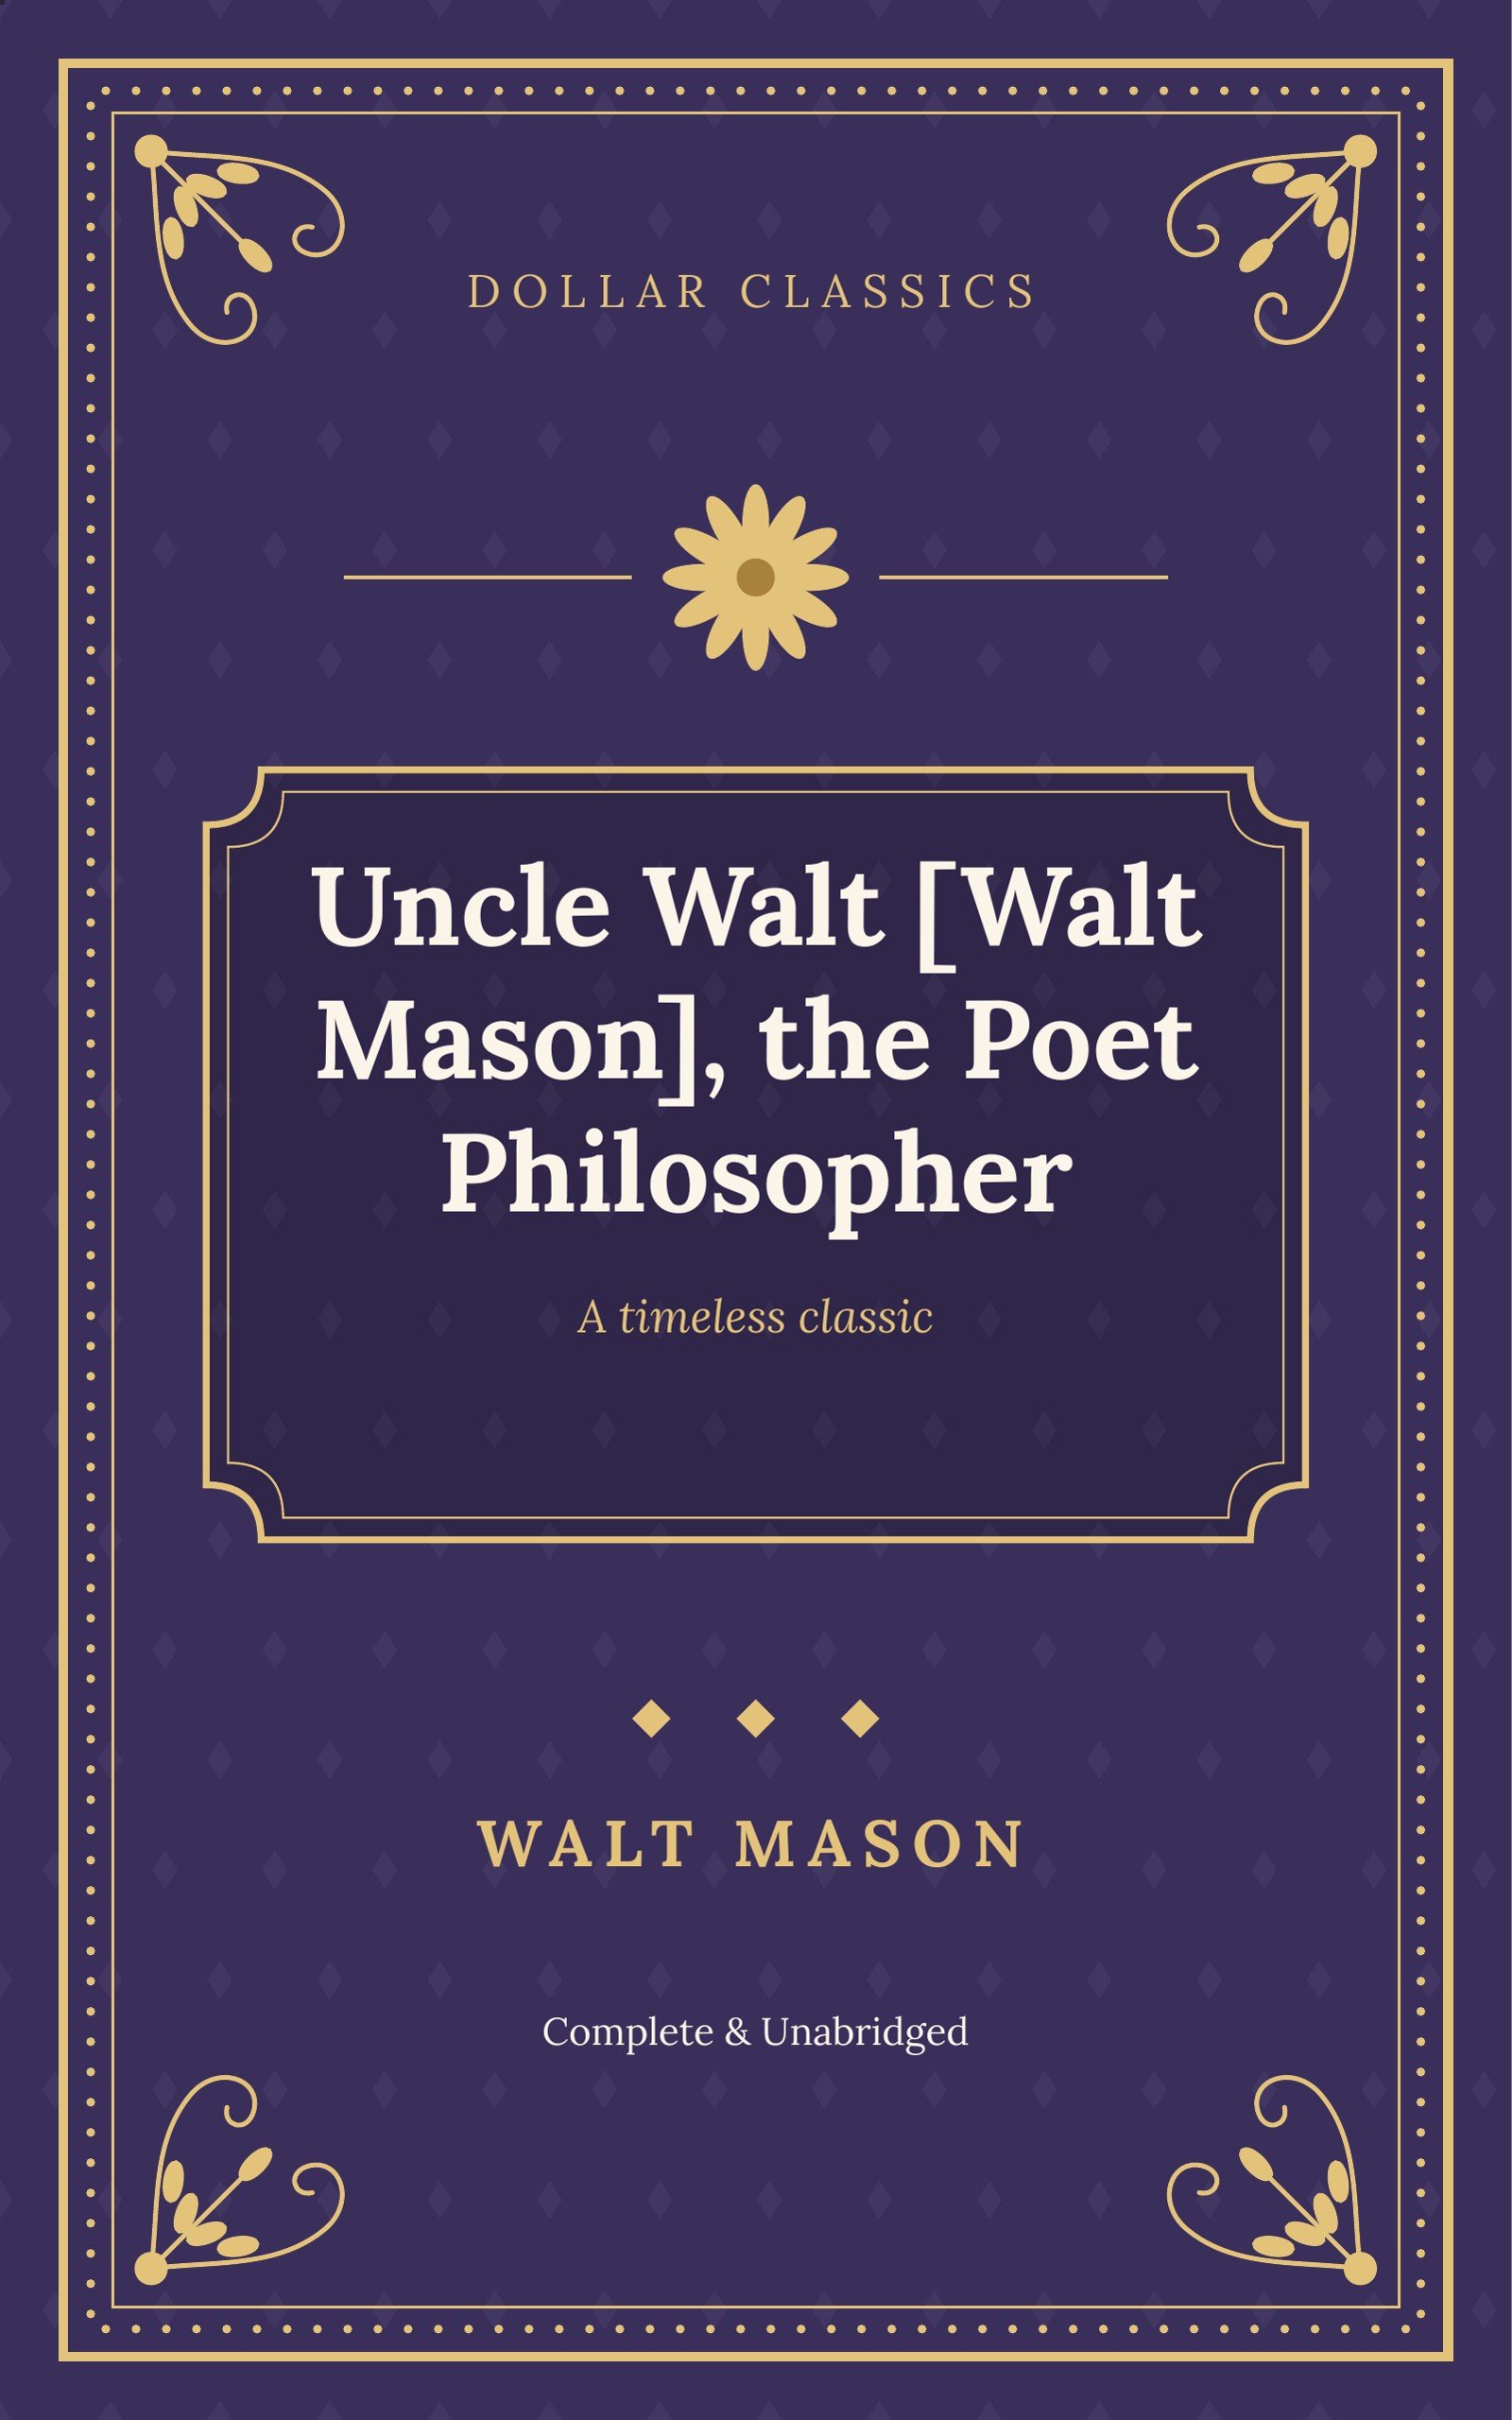 DOLLAR CLASSICS
Uncle Walt [Walt
Mason], the Poet
Philosopher
A timeless classic
WALT MASON
Complete & Unabridged